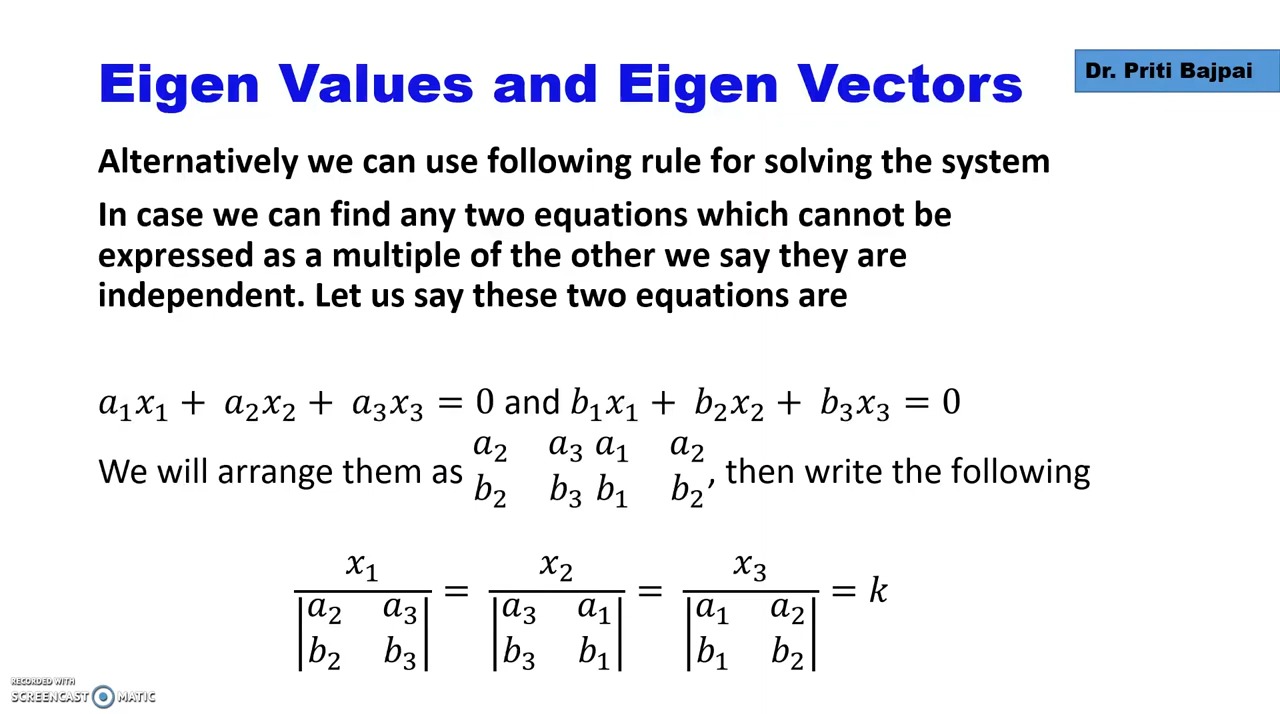 Eigen Values and Eigen Vectors
Dr. Priti Bajpai
Alternatively we can use following rule for solving the system
In case we can find any two equations which cannot be
expressed as a multiple of the other we say they are
independent. Let us say these two equations are
a₁x₁ + a₂x₂ + a₃x₃ = 0 and b₁x₁ + b₂x₂ + b₃x₃ = 0
a₂ a₃ a₁ a₂
We will arrange them as , then write the following
b₂ b₃ b₁ b₂
x₁ x₂ x₃
= = = k
|a₂ a₃| |a₃ a₁| |a₁ a₂|
|b₂ b₃| |b₃ b₁| |b₁ b₂|
RECORDED WITH
SCREENCAST MATIC